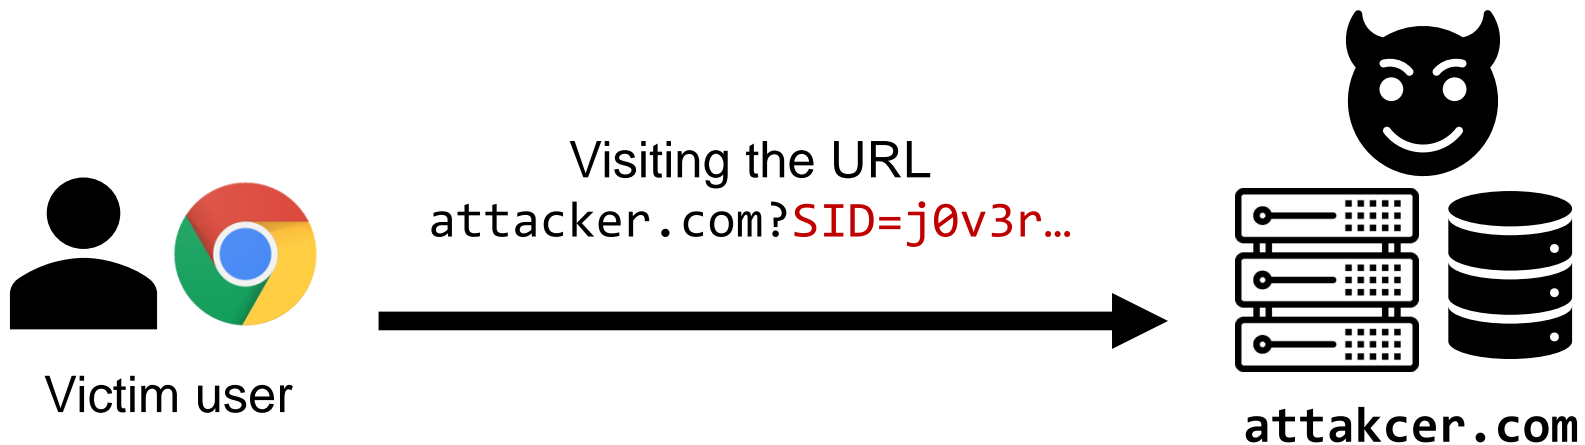 Visiting the URL
attacker.com?SID=j0v3r…
Victim user
attakcer.com